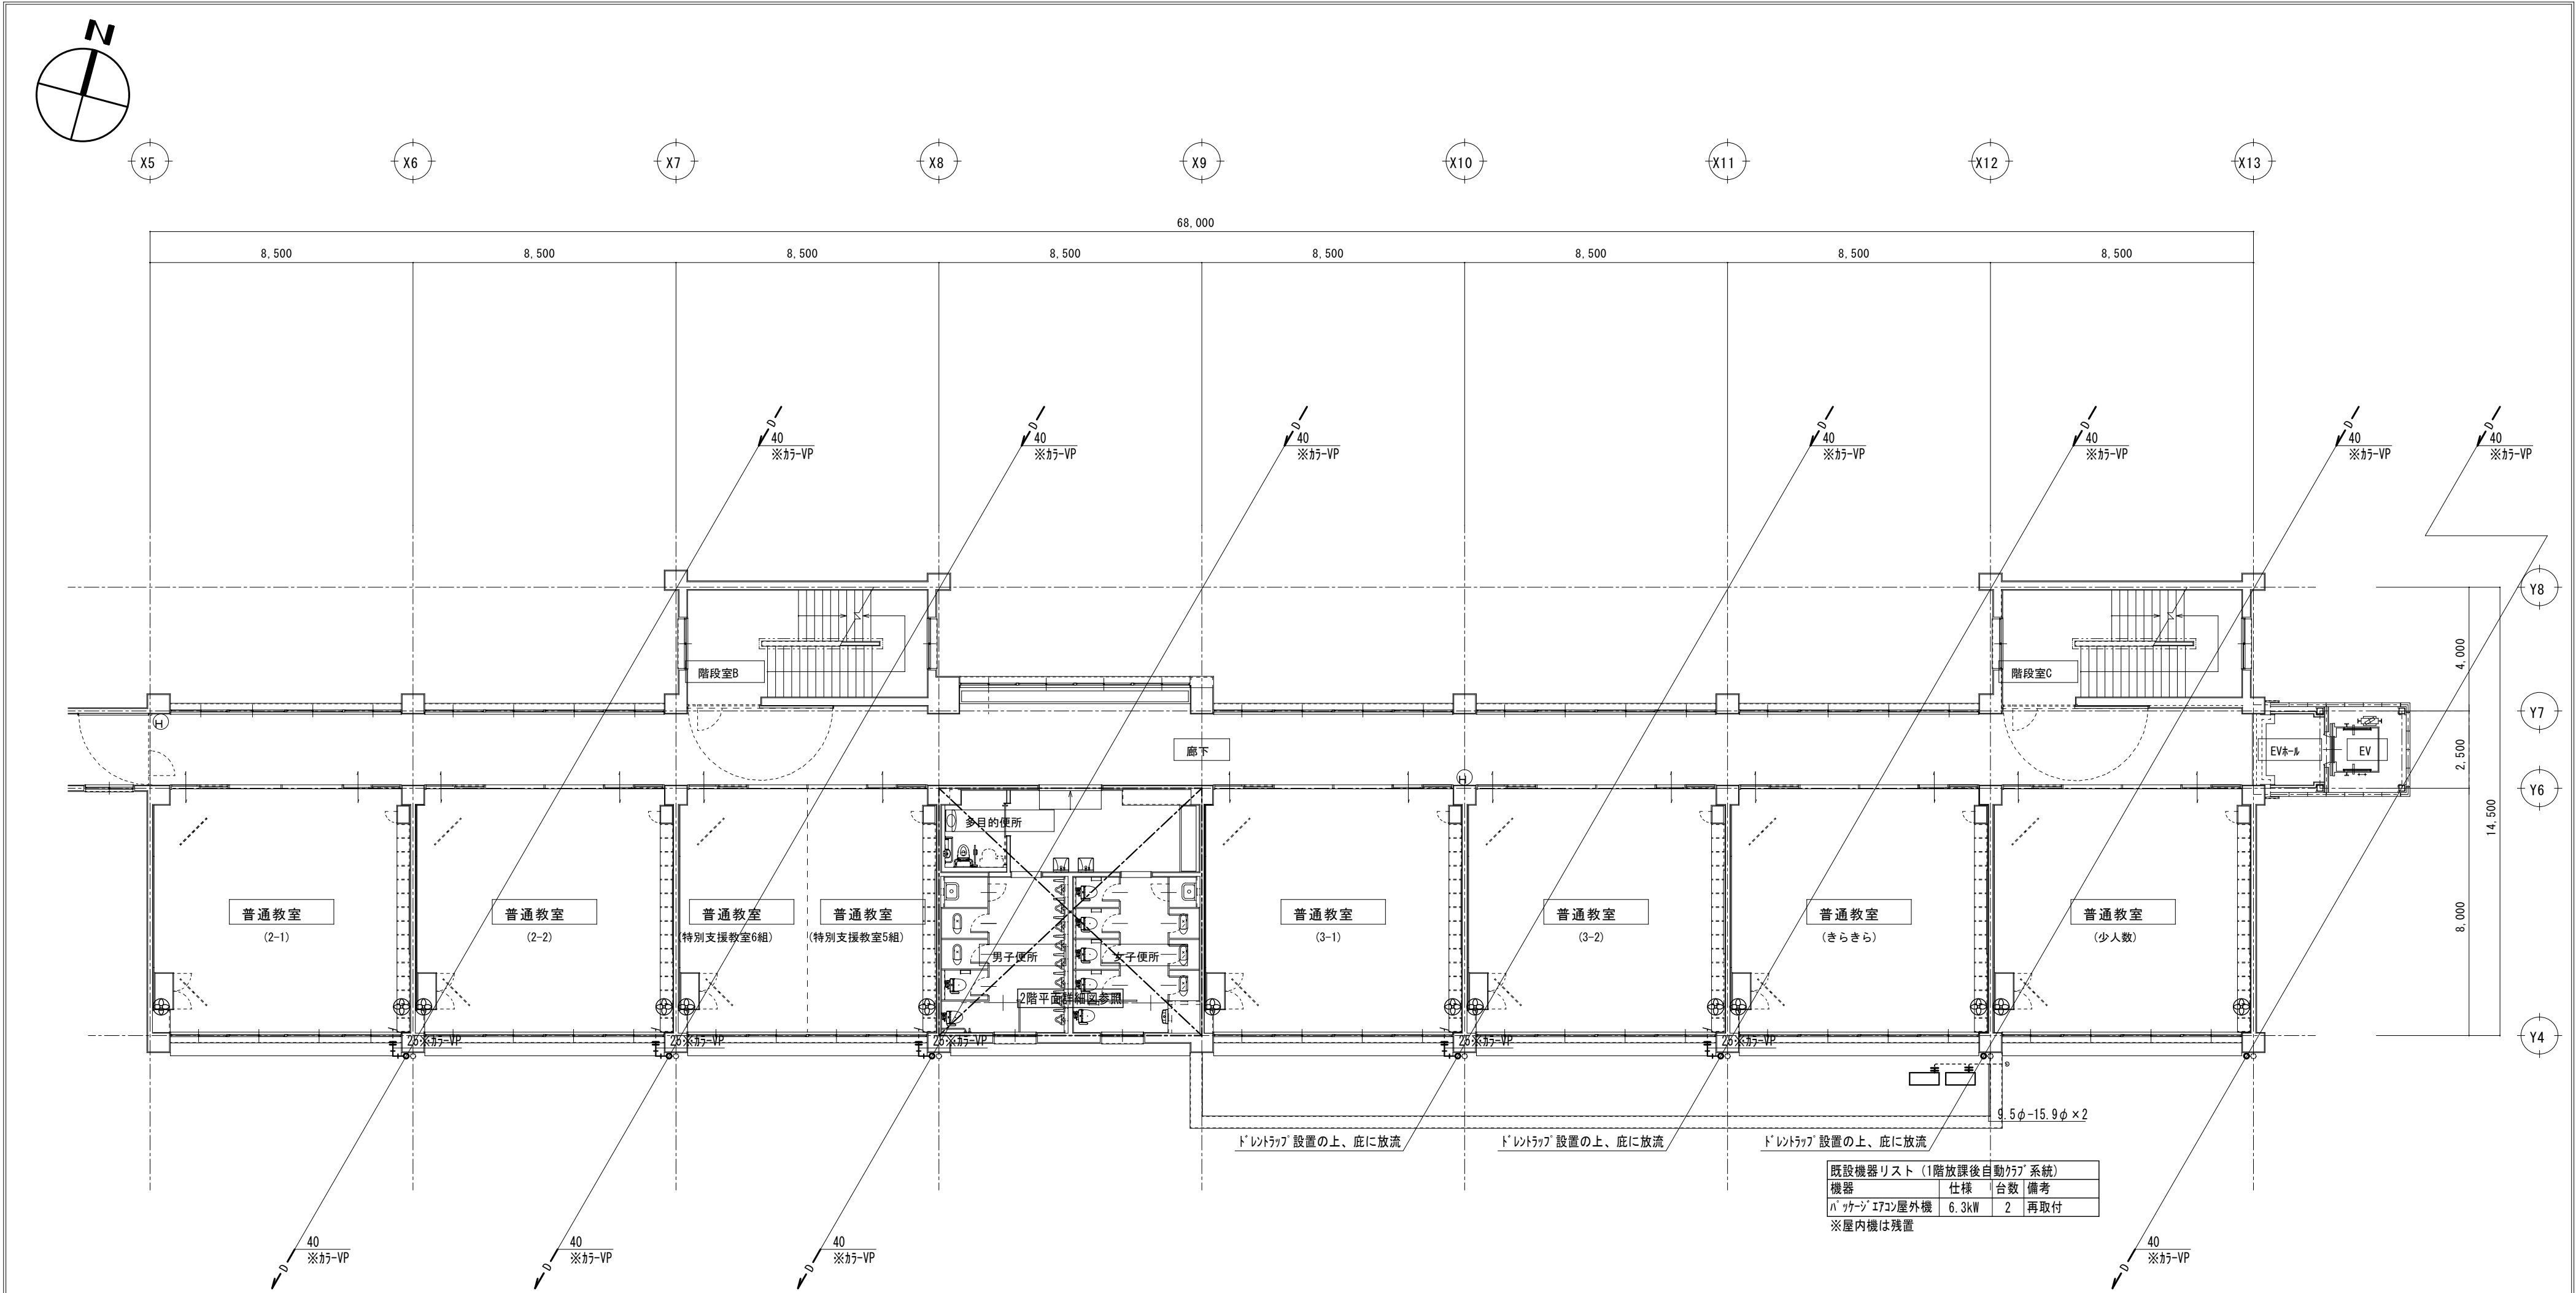 N
X5 X6 X7 X8 X9 X10 X11 X12 X13
68,000
8,500 8,500 8,500 8,500 8,500 8,500 8,500 8,500
D D D D D D D
40 40 40 40 40 40 40
※ｶﾗｰVP ※ｶﾗｰVP ※ｶﾗｰVP ※ｶﾗｰVP ※ｶﾗｰVP ※ｶﾗｰVP ※ｶﾗｰVP
Y8
4,000
階段室B 階段室C
Y7
H
廊下 EVﾎｰﾙ EV
2,500
H
Y6
14,500
多目的便所
8,000
普通教室 普通教室 普通教室 普通教室 普通教室 普通教室 普通教室 普通教室
(2-1) (2-2) (特別支援教室6組) (特別支援教室5組) (3-1) (3-2) (きらきら) (少人数)
男子便所 女子便所
2階平面詳細図参照
Y4
25※ｶﾗｰVP 25※ｶﾗｰVP 25※ｶﾗｰVP 25※ｶﾗｰVP 25※ｶﾗｰVP
9.5φ-15.9φ×2
ﾄﾞﾚﾝﾄﾗｯﾌﾟ設置の上、庇に放流 ﾄﾞﾚﾝﾄﾗｯﾌﾟ設置の上、庇に放流 ﾄﾞﾚﾝﾄﾗｯﾌﾟ設置の上、庇に放流
既設機器リスト (1階放課後自動ｸﾗﾌﾞ系統)
機器 仕様 台数 備考
ﾊﾟｯｹｰｼﾞｴｱｺﾝ屋外機 6.3kW 2 再取付
※屋内機は残置
40 40 40 40
※ｶﾗｰVP ※ｶﾗｰVP ※ｶﾗｰVP ※ｶﾗｰVP
D D D D